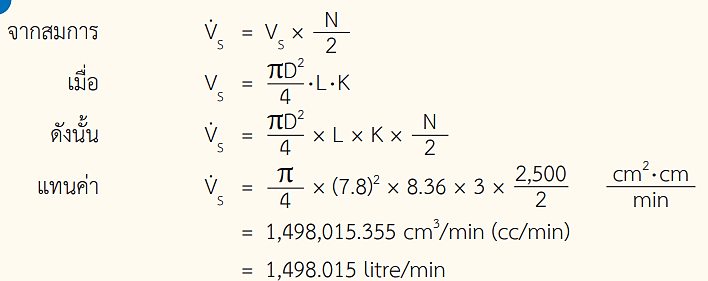 จากสมการ V̇ₛ = Vₛ × N/2
เมื่อ Vₛ = πD²/4 · L · K
ดังนั้น V̇ₛ = πD²/4 × L × K × N/2
แทนค่า V̇ₛ = π/4 × (7.8)² × 8.36 × 3 × 2,500/2 cm²·cm/min
= 1,498,015.355 cm³/min (cc/min)
= 1,498.015 litre/min